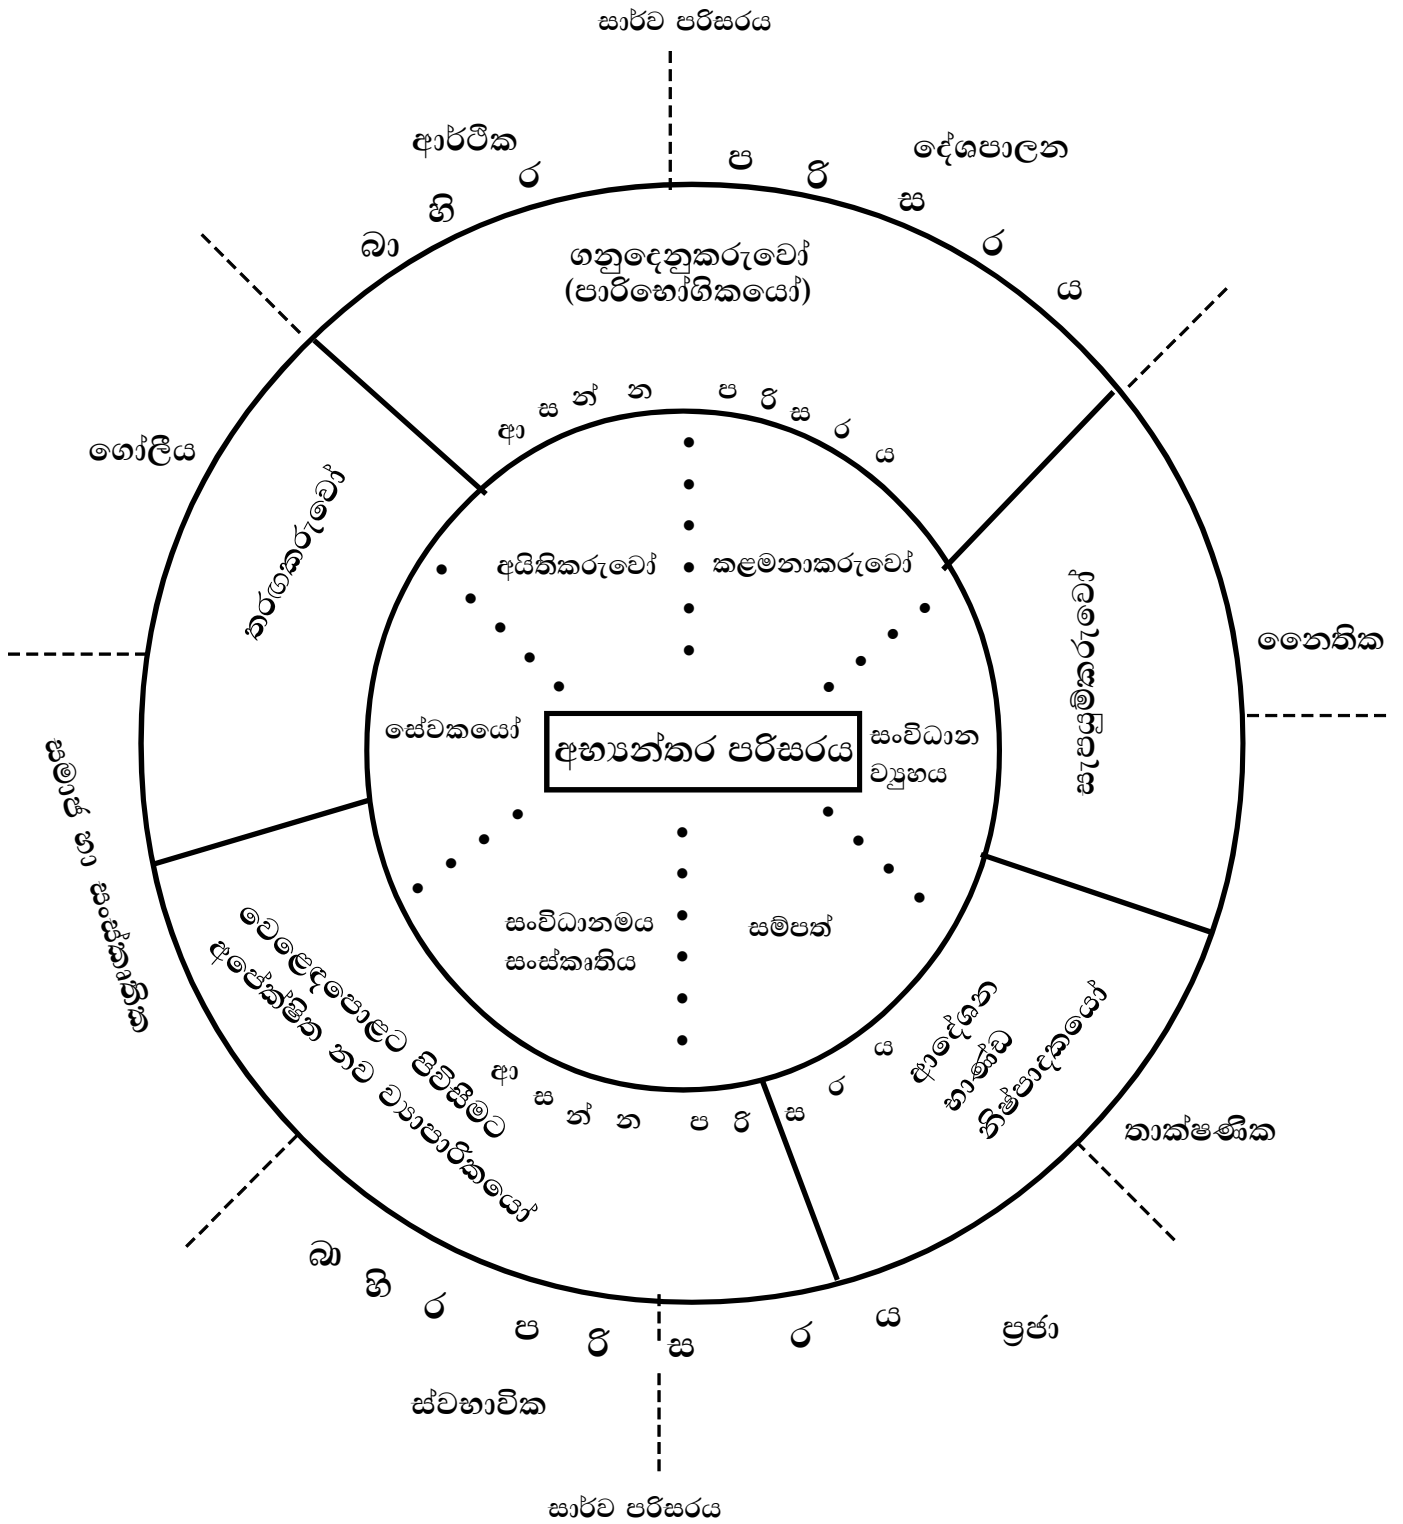 සාර්ව පරිසරය
ආර්ථික
දේශපාලන
බාහිර පරිසරය
ගනුදෙනුකරුවෝ
(පාරිභෝගිකයෝ)
ආසන්න පරිසරය
ගෝලීය
තරඟකරුවෝ
අයිතිකරුවෝ
කළමනාකරුවෝ
සැපයුම්කරුවෝ
නෛතික
සේවකයෝ
අභ්‍යන්තර පරිසරය
සංවිධාන
ව්‍යුහය
සමාජ හා සංස්කෘතික
සංවිධානමය
සංස්කෘතිය
සම්පත්
වෙළෙඳපොළට පිවිසීමට
අපේක්ෂිත නව ව්‍යාපාරිකයෝ
ආදේශන
භාණ්ඩ
නිෂ්පාදකයෝ
ආසන්න පරිසරය
තාක්ෂණික
බාහිර පරිසරය
ප්‍රජා
ස්වභාවික
සාර්ව පරිසරය